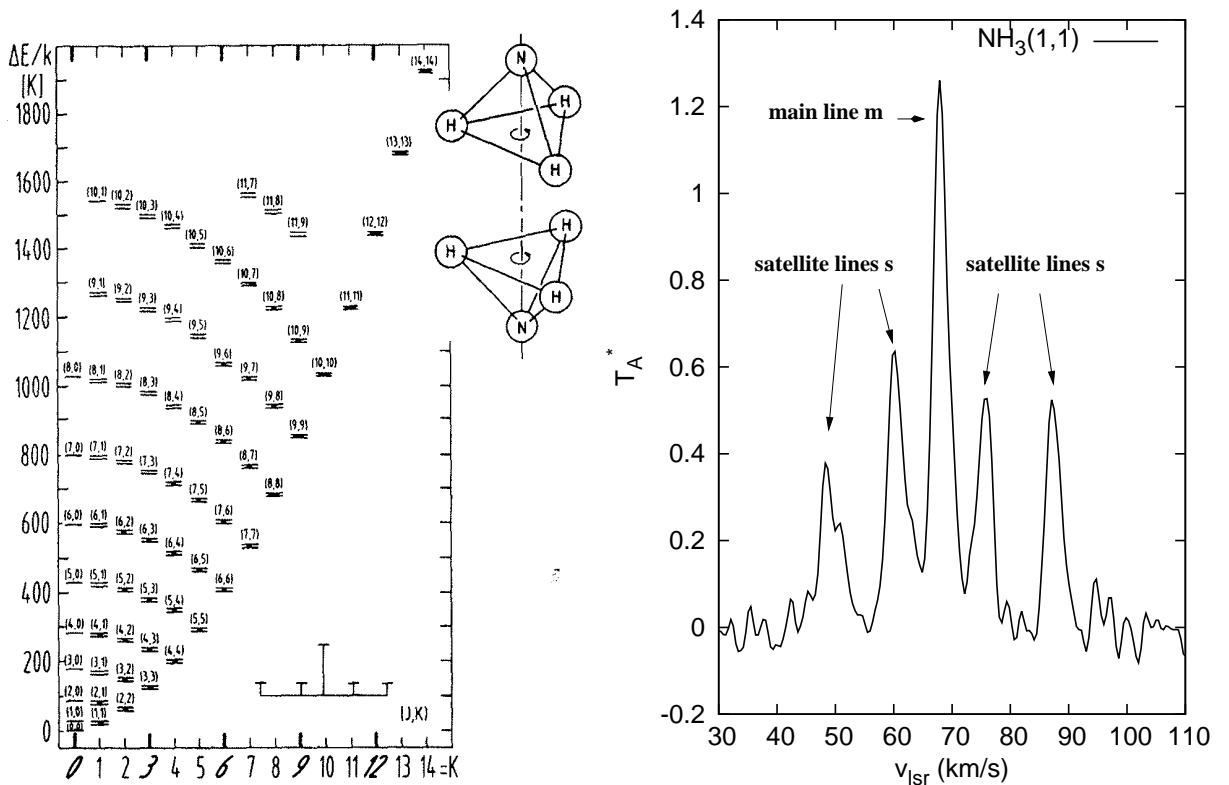 ΔE/k
[K]
1800
1600
1400
1200
1000
800
600
400
200
0
(14,14)
(13,13)
(10,1) (10,2) (10,3) (10,4) (10,5) (10,6) (11,7) (11,8) (11,9) (12,12)
(9,1) (9,2) (9,3) (9,4) (9,5) (9,6) (10,7) (10,8) (10,9) (11,11)
(10,10)
(8,0) (8,1) (8,2) (8,3) (8,4) (8,5) (8,6) (9,7) (9,8) (9,9)
(7,0) (7,1) (7,2) (7,3) (7,4) (7,5) (7,6) (8,7) (8,8)
(6,0) (6,1) (6,2) (6,3) (6,4) (6,5) (6,6) (7,7)
(5,0) (5,1) (5,2) (5,3) (5,4) (5,5)
(4,0) (4,1) (4,2) (4,3) (4,4)
(3,0) (3,1) (3,2) (3,3)
(2,0) (2,1) (2,2)
(1,0) (1,1)
(0,0)
(J,K)
0 1 2 3 4 5 6 7 8 9 10 11 12 13 14 =K
N
H H
H
H H
H
N
NH3(1,1)
main line m
satellite lines s
satellite lines s
TA*
1.4
1.2
1
0.8
0.6
0.4
0.2
0
-0.2
30 40 50 60 70 80 90 100 110
vlsr (km/s)